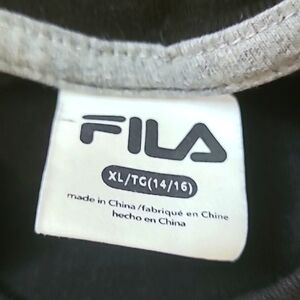 FILA
XL/TG(14/16)
made in China/fabriqué en Chine
hecho en China